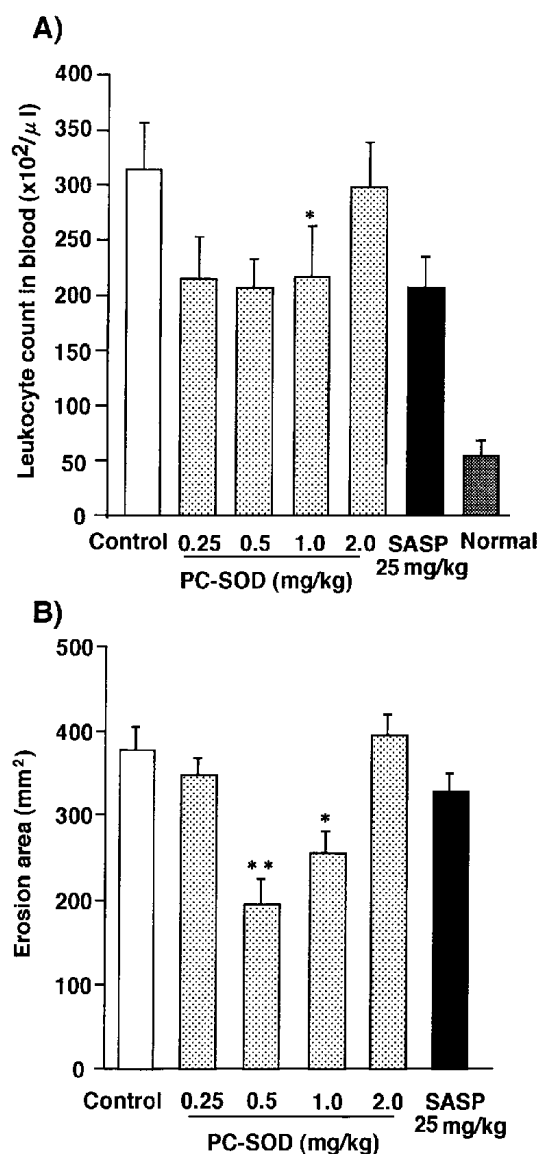 A)
Leukocyte count in blood (x10²/μl)
400
350
300
250
200
150
100
50
0
*
Control 0.25 0.5 1.0 2.0 SASP Normal
25 mg/kg
PC-SOD (mg/kg)
B)
Erosion area (mm²)
500
400
300
200
100
0
**
*
Control 0.25 0.5 1.0 2.0 SASP
25 mg/kg
PC-SOD (mg/kg)